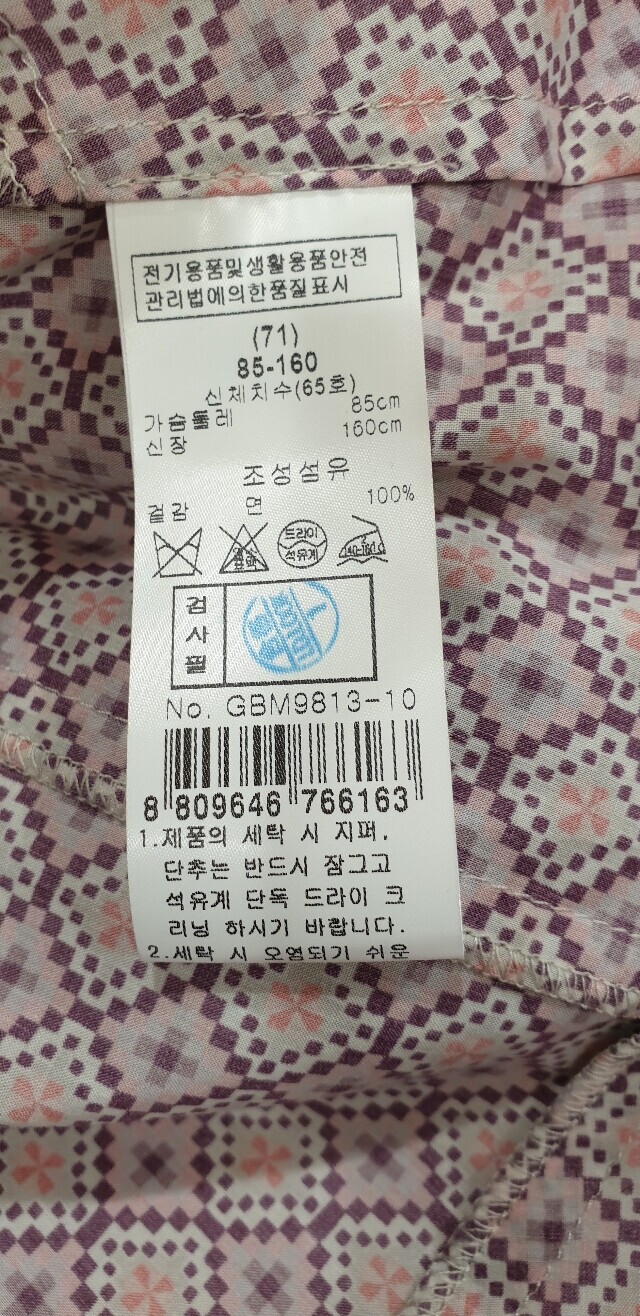 전기용품및생활용품안전
관리법에의한품질표시
(71)
85-160
신체치수(65호)
가슴둘레 85cm
신장 160cm
조성섬유
겉감 면 100%
드라이
석유계
140-160℃
검사필
No. GBM9813-10
8 809646 766163
1.제품의 세탁 시 지퍼.
단추는 반드시 잠그고
석유계 단독 드라이 크
리닝 하시기 바랍니다.
2.세탁 시 오염되기 쉬운